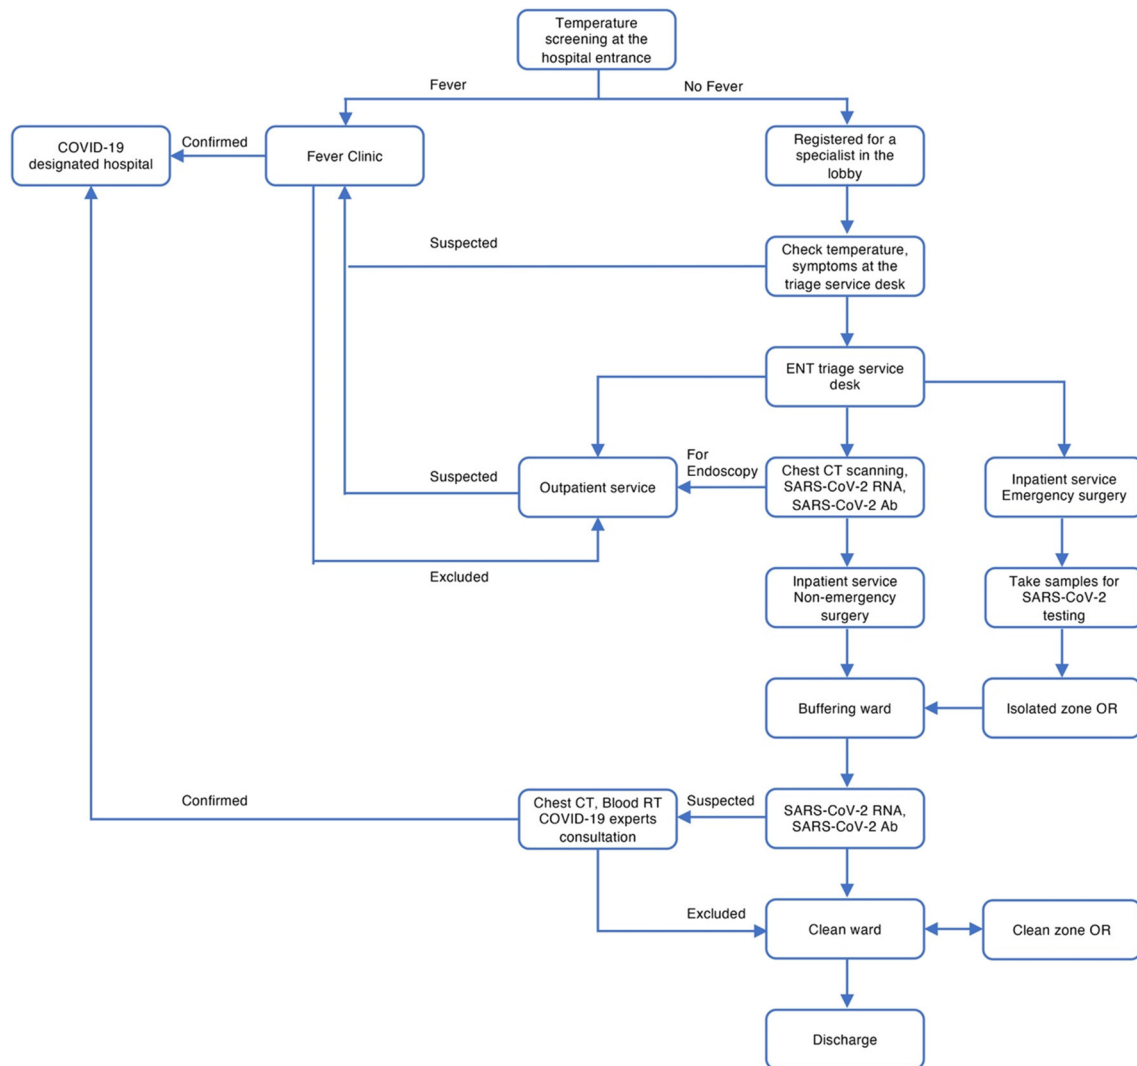 Temperature
screening at the
hospital entrance
Fever
No Fever
COVID-19
designated hospital
Confirmed
Fever Clinic
Registered for a
specialist in the
lobby
Suspected
Check temperature,
symptoms at the
triage service desk
ENT triage service
desk
Suspected
Outpatient service
For
Endoscopy
Chest CT scanning,
SARS-CoV-2 RNA,
SARS-CoV-2 Ab
Inpatient service
Emergency surgery
Excluded
Inpatient service
Non-emergency
surgery
Take samples for
SARS-CoV-2
testing
Buffering ward
Isolated zone OR
Confirmed
Chest CT, Blood RT
COVID-19 experts
consultation
Suspected
SARS-CoV-2 RNA,
SARS-CoV-2 Ab
Excluded
Clean ward
Clean zone OR
Discharge